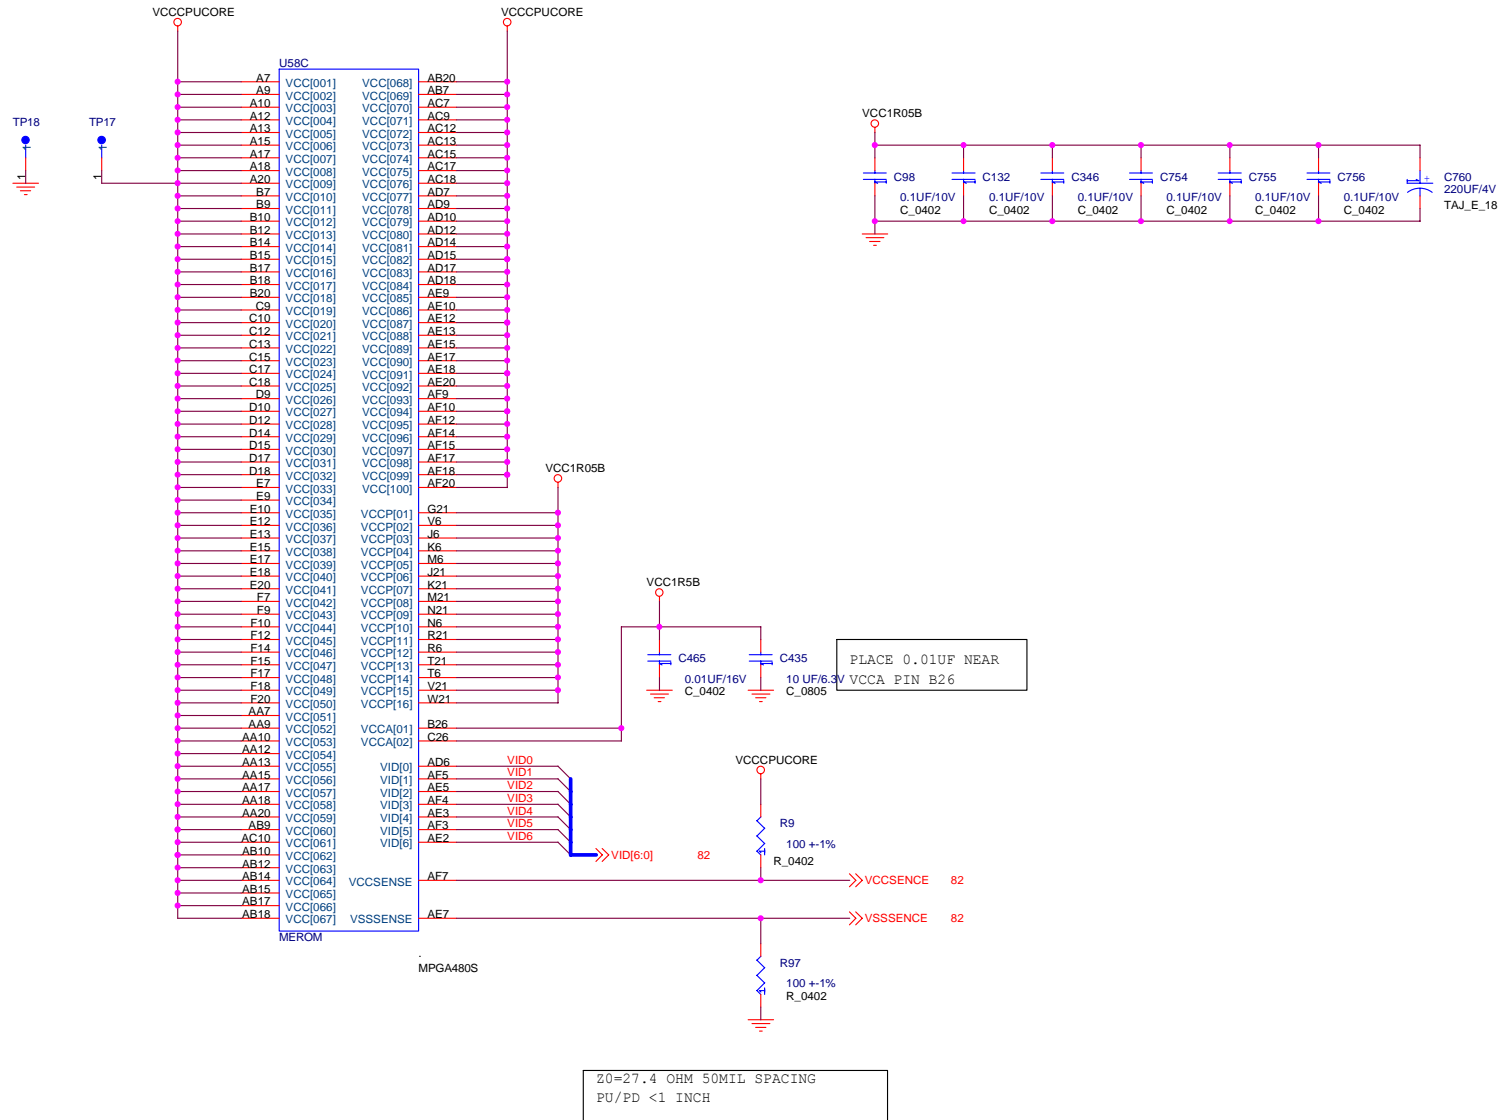 VCCCPUCORE VCCCPUCORE
U58C
A7 VCC[001] VCC[068] AB20
A9 VCC[002] VCC[069] AB7
A10 VCC[003] VCC[070] AC7
A12 VCC[004] VCC[071] AC9
A13 VCC[005] VCC[072] AC12
A15 VCC[006] VCC[073] AC13
A17 VCC[007] VCC[074] AC15
A18 VCC[008] VCC[075] AC17
A20 VCC[009] VCC[076] AC18
B7 VCC[010] VCC[077] AD7
B9 VCC[011] VCC[078] AD9
B10 VCC[012] VCC[079] AD10
B12 VCC[013] VCC[080] AD12
B14 VCC[014] VCC[081] AD14
B15 VCC[015] VCC[082] AD15
B17 VCC[016] VCC[083] AD17
B18 VCC[017] VCC[084] AD18
B20 VCC[018] VCC[085] AE9
C9 VCC[019] VCC[086] AE10
C10 VCC[020] VCC[087] AE12
C12 VCC[021] VCC[088] AE13
C13 VCC[022] VCC[089] AE15
C15 VCC[023] VCC[090] AE17
C17 VCC[024] VCC[091] AE18
C18 VCC[025] VCC[092] AE20
D9 VCC[026] VCC[093] AF9
D10 VCC[027] VCC[094] AF10
D12 VCC[028] VCC[095] AF12
D14 VCC[029] VCC[096] AF14
D15 VCC[030] VCC[097] AF15
D17 VCC[031] VCC[098] AF17
D18 VCC[032] VCC[099] AF18
E7 VCC[033] VCC[100] AF20
E9 VCC[034]
E10 VCC[035] VCCP[01] G21
E12 VCC[036] VCCP[02] V6
E13 VCC[037] VCCP[03] J6
E15 VCC[038] VCCP[04] K6
E17 VCC[039] VCCP[05] M6
E18 VCC[040] VCCP[06] J21
E20 VCC[041] VCCP[07] K21
F7 VCC[042] VCCP[08] M21
F9 VCC[043] VCCP[09] N21
F10 VCC[044] VCCP[10] N6
F12 VCC[045] VCCP[11] R21
F14 VCC[046] VCCP[12] R6
F15 VCC[047] VCCP[13] T21
F17 VCC[048] VCCP[14] T6
F18 VCC[049] VCCP[15] V21
F20 VCC[050] VCCP[16] W21
AA7 VCC[051]
AA9 VCC[052] VCCA[01] B26
AA10 VCC[053] VCCA[02] C26
AA12 VCC[054]
AA13 VCC[055] VID[0] AD6 VID0
AA15 VCC[056] VID[1] AF5 VID1
AA17 VCC[057] VID[2] AE5 VID2
AA18 VCC[058] VID[3] AF4 VID3
AA20 VCC[059] VID[4] AE3 VID4
AB9 VCC[060] VID[5] AF3 VID5
AC10 VCC[061] VID[6] AE2 VID6
AB10 VCC[062]
AB12 VCC[063]
AB14 VCC[064] VCCSENSE AF7
AB15 VCC[065]
AB17 VCC[066]
AB18 VCC[067] VSSSENSE AE7
MEROM
.
MPGA480S
TP18 TP17
1 1
1 1
VCC1R05B
VID[6:0] 82
VCC1R5B
C465
0.01UF/16V
C_0402
C435
10 UF/6.3V
C_0805
PLACE 0.01UF NEAR
VCCA PIN B26
VCCCPUCORE
R9
100 +-1%
1
R_0402
VCCSENCE 82
VSSSENCE 82
R97
100 +-1%
1
R_0402
VCC1R05B
C98
0.1UF/10V
C_0402
C132
0.1UF/10V
C_0402
C346
0.1UF/10V
C_0402
C754
0.1UF/10V
C_0402
C755
0.1UF/10V
C_0402
C756
0.1UF/10V
C_0402
+
C760
220UF/4V
TAJ_E_18
Z0=27.4 OHM 50MIL SPACING
PU/PD <1 INCH